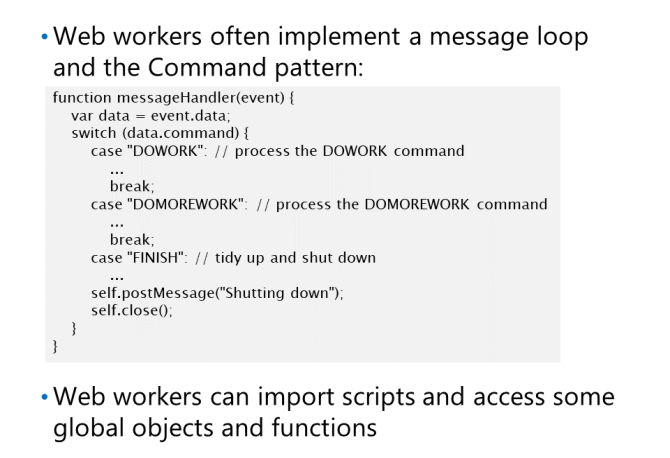 • Web workers often implement a message loop
and the Command pattern:
function messageHandler(event) {
var data = event.data;
switch (data.command) {
case "DOWORK": // process the DOWORK command
...
break;
case "DOMOREWORK": // process the DOMOREWORK command
...
break;
case "FINISH": // tidy up and shut down
...
self.postMessage("Shutting down");
self.close();
}
}
• Web workers can import scripts and access some
global objects and functions